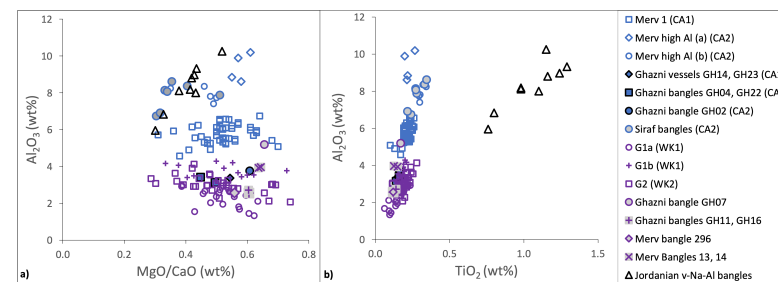 12
10
8
6
4
2
0
0.0 0.2 0.4 0.6 0.8
Al₂O₃ (wt%)
MgO/CaO (wt%)
a)
12
10
8
6
4
2
0
0.0 0.5 1.0 1.5
Al₂O₃ (wt%)
TiO₂ (wt%)
b)
Merv 1 (CA1)
Merv high Al (a) (CA2)
Merv high Al (b) (CA2)
Ghazni vessels GH14, GH23 (CA1
Ghazni bangles GH04, GH22 (CA
Ghazni bangle GH02 (CA2)
Siraf bangles (CA2)
G1a (WK1)
G1b (WK1)
G2 (WK2)
Ghazni bangle GH07
Ghazni bangles GH11, GH16
Merv bangle 296
Merv Bangles 13, 14
Jordanian v-Na-Al bangles